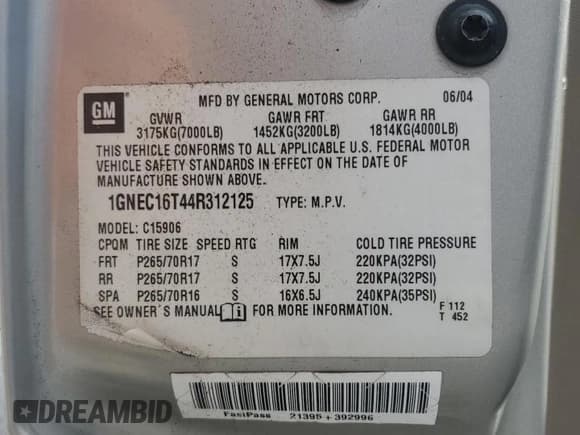 GM
MFD BY GENERAL MOTORS CORP. 06/04
GVWR GAWR FRT GAWR RR
3175KG(7000LB) 1452KG(3200LB) 1814KG(4000LB)
THIS VEHICLE CONFORMS TO ALL APPLICABLE U.S. FEDERAL MOTOR
VEHICLE SAFETY STANDARDS IN EFFECT ON THE DATE OF
MANUFACTURE SHOWN ABOVE.
1GNEC16T44R312125 TYPE: M.P.V.
MODEL: C15906
CPQM TIRE SIZE SPEED RTG RIM COLD TIRE PRESSURE
FRT P265/70R17 S 17X7.5J 220KPA(32PSI)
RR P265/70R17 S 17X7.5J 220KPA(32PSI)
SPA P265/70R16 S 16X6.5J 240KPA(35PSI)
SEE OWNER'S MANUAL FOR MORE INFORMATION.
F 112
T 452
FastPass 21395+392996
DREAMBID